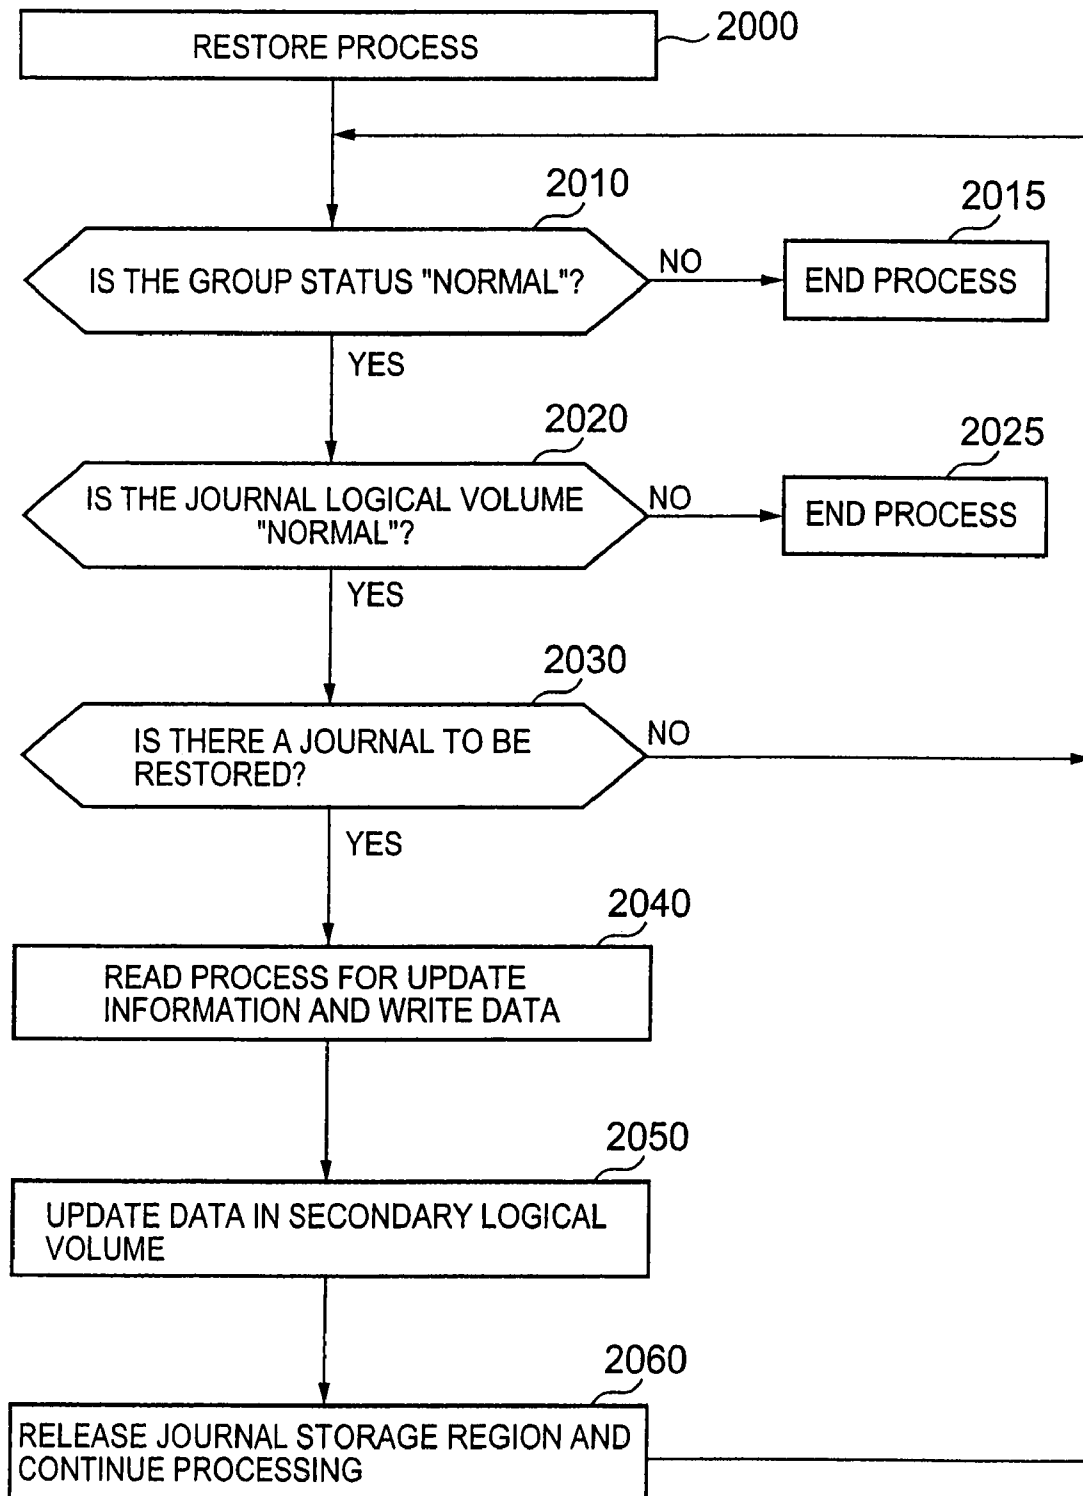 RESTORE PROCESS
2000
2010
IS THE GROUP STATUS "NORMAL"?
NO
2015
END PROCESS
YES
2020
IS THE JOURNAL LOGICAL VOLUME
"NORMAL"?
NO
2025
END PROCESS
YES
2030
IS THERE A JOURNAL TO BE
RESTORED?
NO
YES
2040
READ PROCESS FOR UPDATE
INFORMATION AND WRITE DATA
2050
UPDATE DATA IN SECONDARY LOGICAL
VOLUME
2060
RELEASE JOURNAL STORAGE REGION AND
CONTINUE PROCESSING